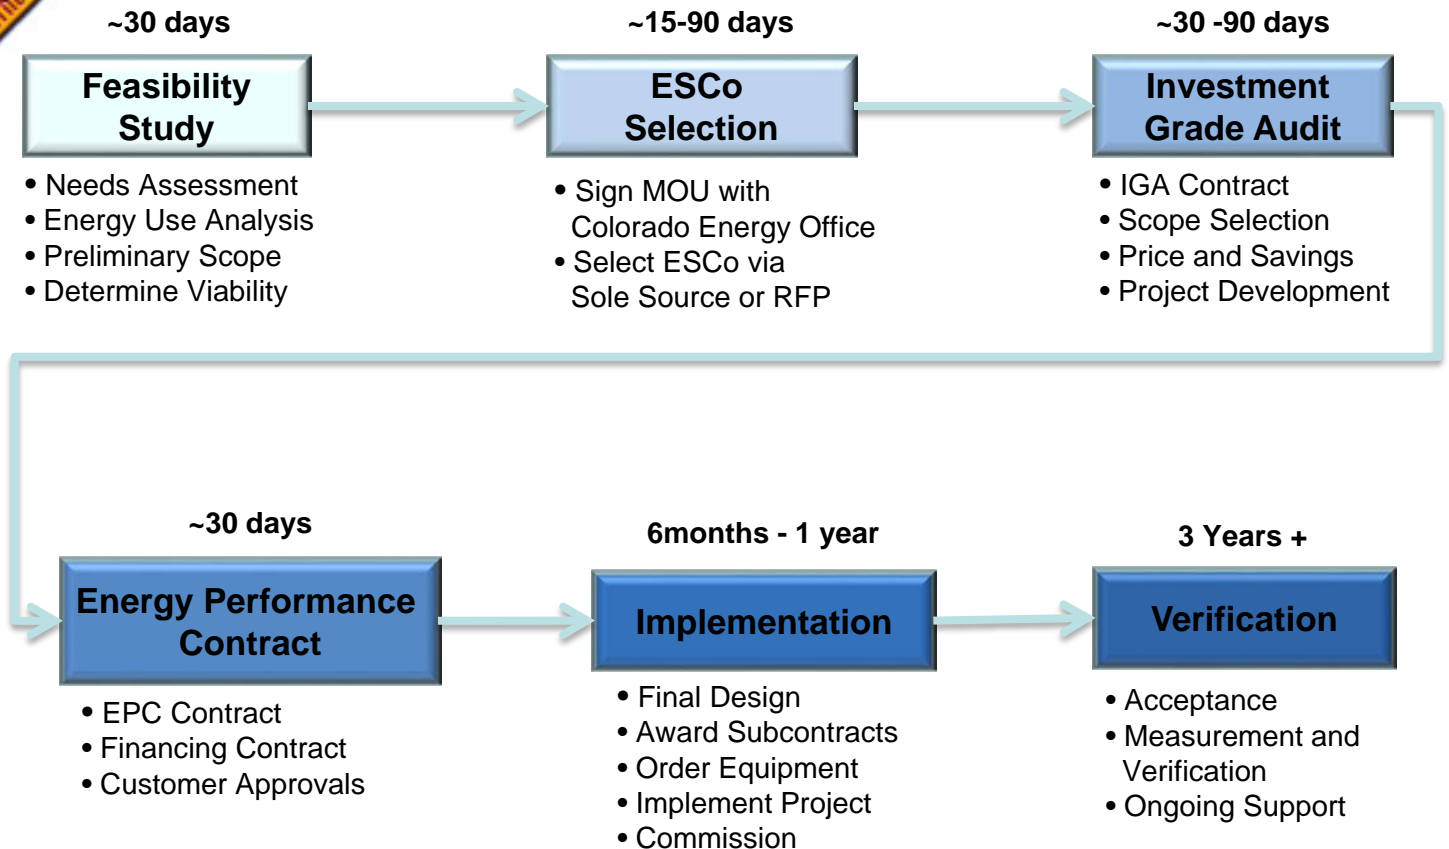 ~30 days
~15-90 days
~30 -90 days
Feasibility
Study
ESCo
Selection
Investment
Grade Audit
• Needs Assessment
• Energy Use Analysis
• Preliminary Scope
• Determine Viability
• Sign MOU with
Colorado Energy Office
• Select ESCo via
Sole Source or RFP
• IGA Contract
• Scope Selection
• Price and Savings
• Project Development
~30 days
6months - 1 year
3 Years +
Energy Performance
Contract
Implementation
Verification
• EPC Contract
• Financing Contract
• Customer Approvals
• Final Design
• Award Subcontracts
• Order Equipment
• Implement Project
• Commission
• Acceptance
• Measurement and
Verification
• Ongoing Support